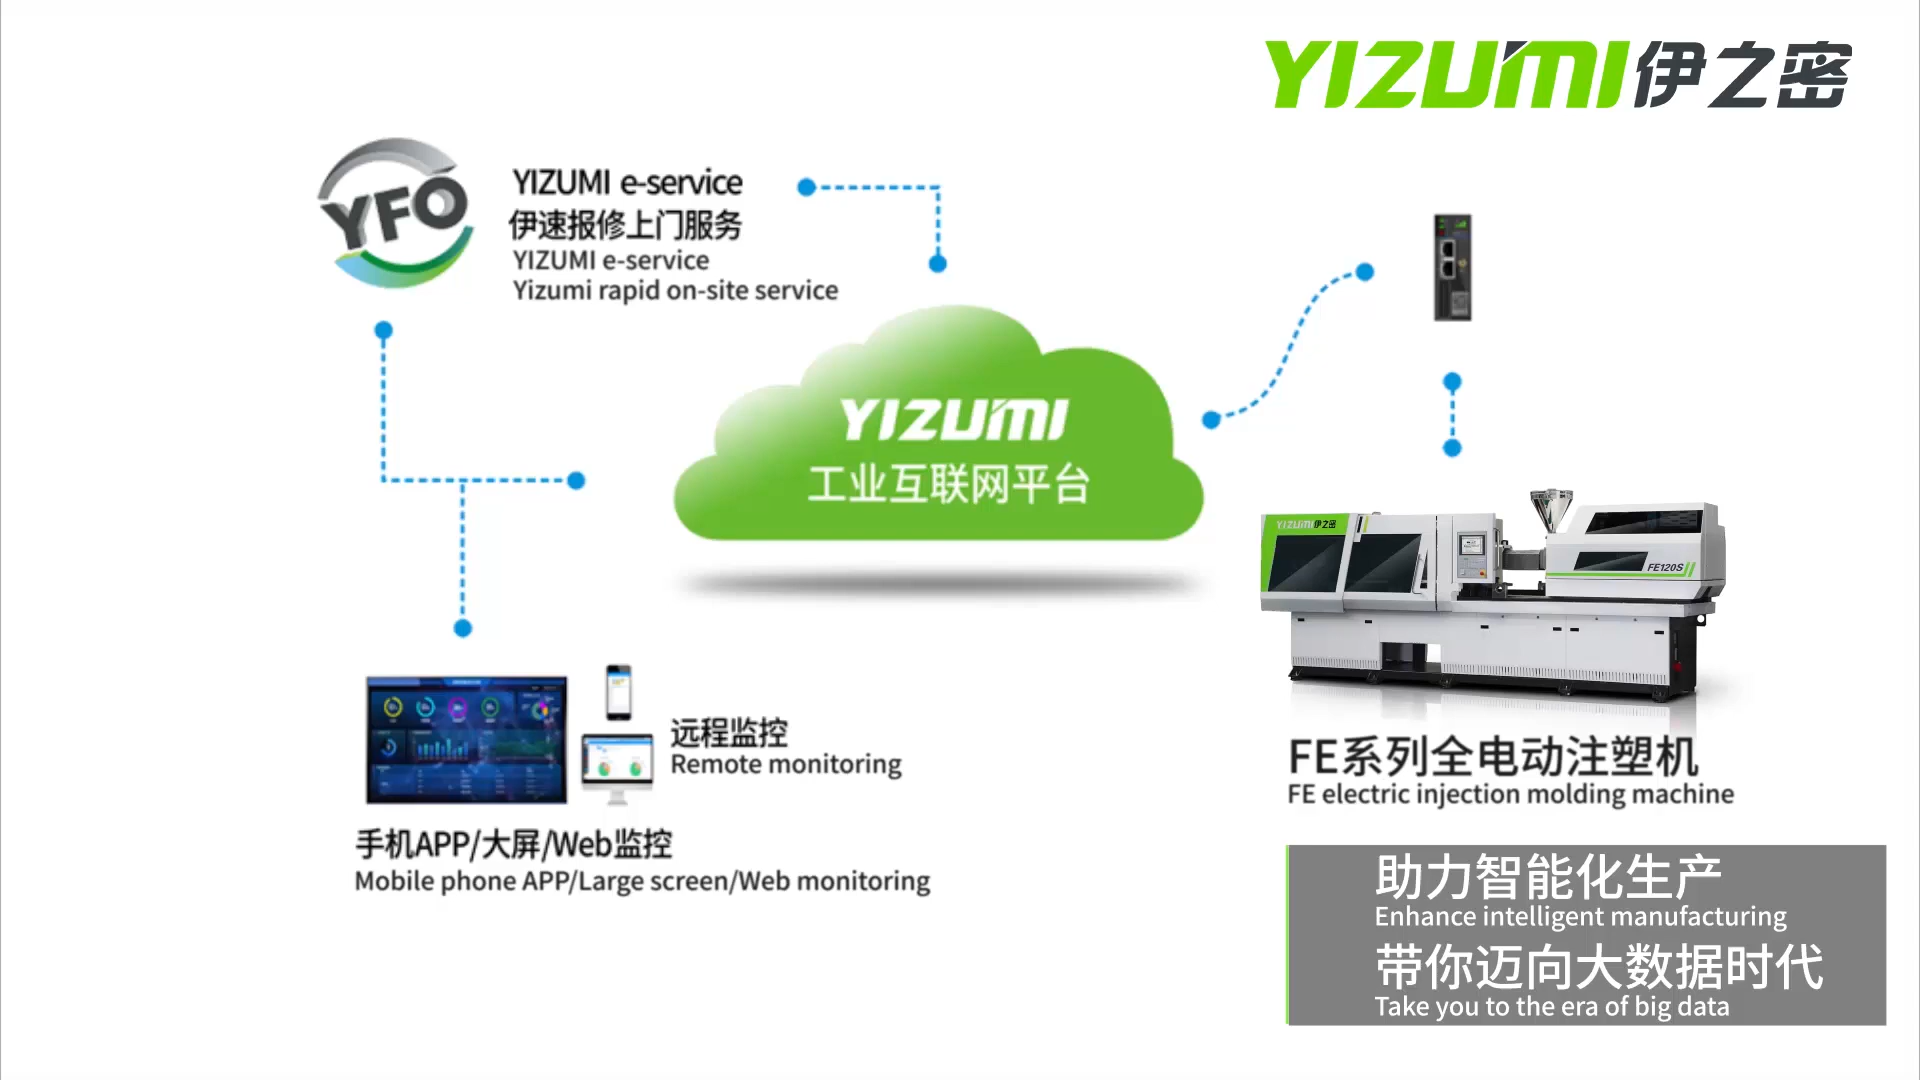 YIZUMI伊之密
YFO
YIZUMI e-service
伊速报修上门服务
YIZUMI e-service
Yizumi rapid on-site service
YIZUMI
工业互联网平台
YIZUMI伊之密
FE120S
远程监控
Remote monitoring
手机APP/大屏/Web监控
Mobile phone APP/Large screen/Web monitoring
FE系列全电动注塑机
FE electric injection molding machine
助力智能化生产
Enhance intelligent manufacturing
带你迈向大数据时代
Take you to the era of big data